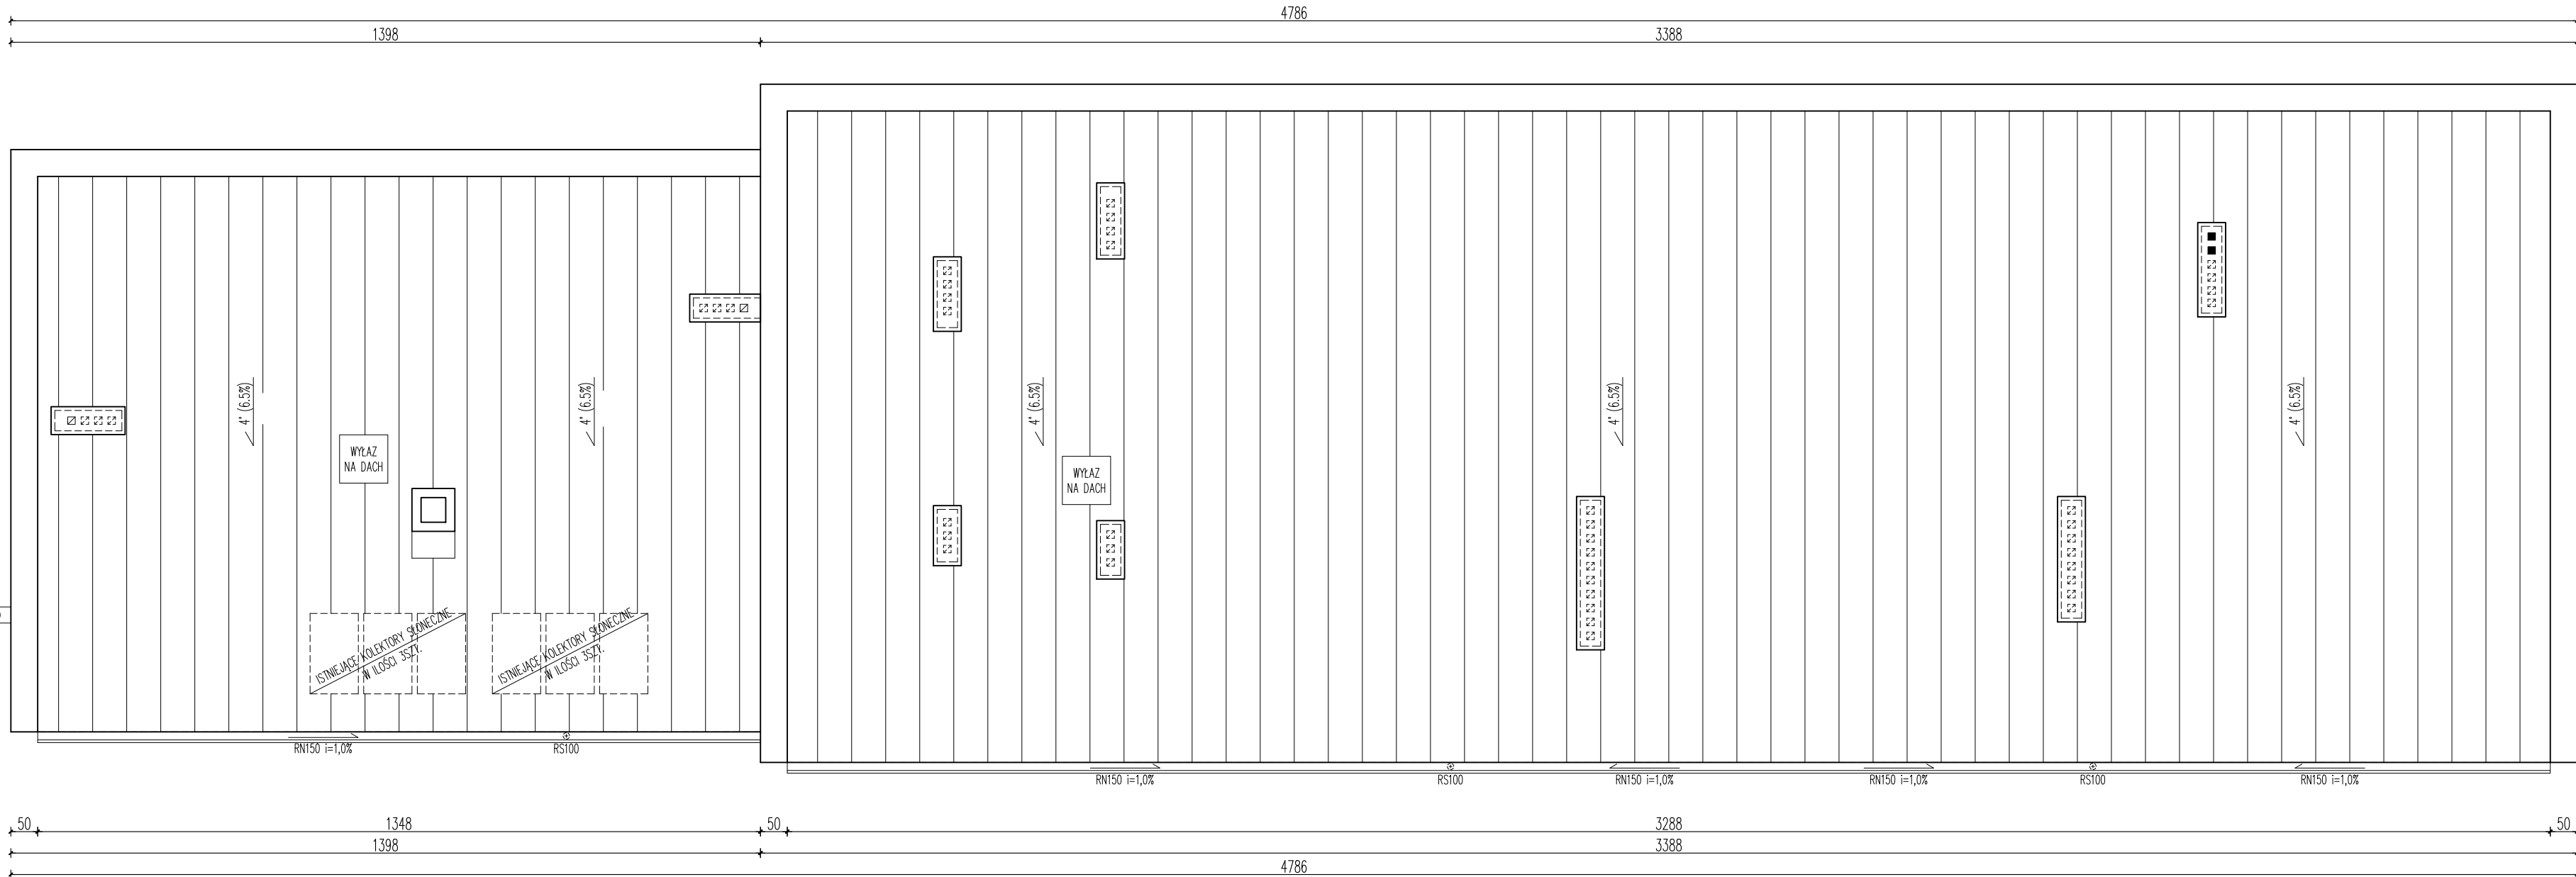 4786
1398
3388
4' (6.5%)
4' (6.5%)
4' (6.5%)
4' (6.5%)
4' (6.5%)
WYŁAZ
NA DACH
WYŁAZ
NA DACH
ISTNIEJĄCE KOLEKTORY SŁONECZNE
W ILOŚCI 3SZT.
ISTNIEJĄCE KOLEKTORY SŁONECZNE
W ILOŚCI 3SZT.
RN150 i=1,0%
RS100
RN150 i=1,0%
RS100
RN150 i=1,0%
RN150 i=1,0%
RS100
RN150 i=1,0%
50
1348
50
3288
50
1398
3388
4786